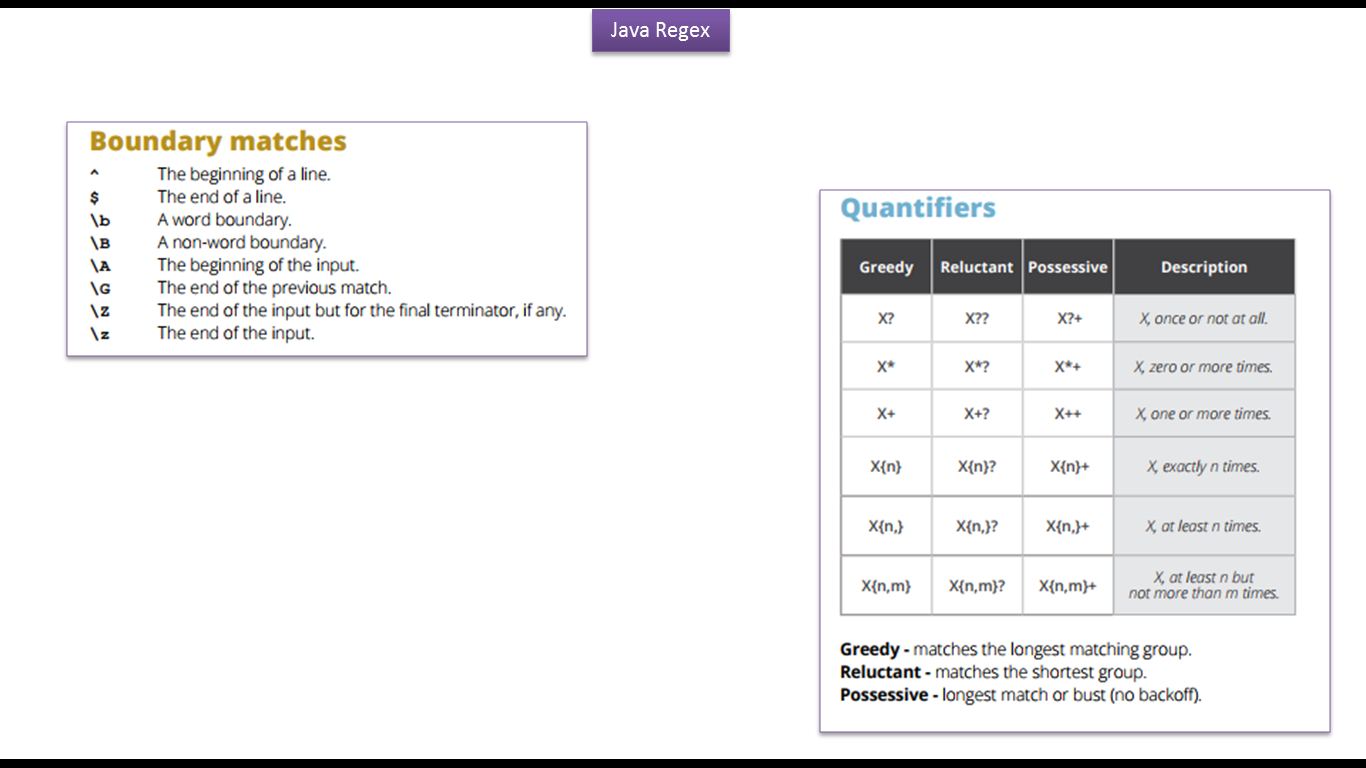 Java Regex
Boundary matches
^ The beginning of a line.
$ The end of a line.
\b A word boundary.
\B A non-word boundary.
\A The beginning of the input.
\G The end of the previous match.
\Z The end of the input but for the final terminator, if any.
\z The end of the input.
Quantifiers
Greedy Reluctant Possessive Description
X? X?? X?+ X, once or not at all.
X* X*? X*+ X, zero or more times.
X+ X+? X++ X, one or more times.
X{n} X{n}? X{n}+ X, exactly n times.
X{n,} X{n,}? X{n,}+ X, at least n times.
X{n,m} X{n,m}? X{n,m}+ X, at least n but
not more than m times.
Greedy - matches the longest matching group.
Reluctant - matches the shortest group.
Possessive - longest match or bust (no backoff).